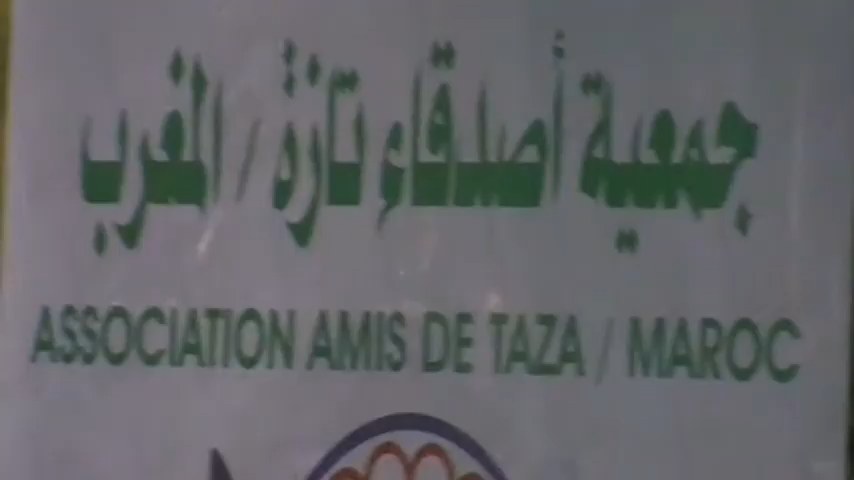 جمعية أصدقاء تازة / المغرب
ASSOCIATION AMIS DE TAZA / MAROC